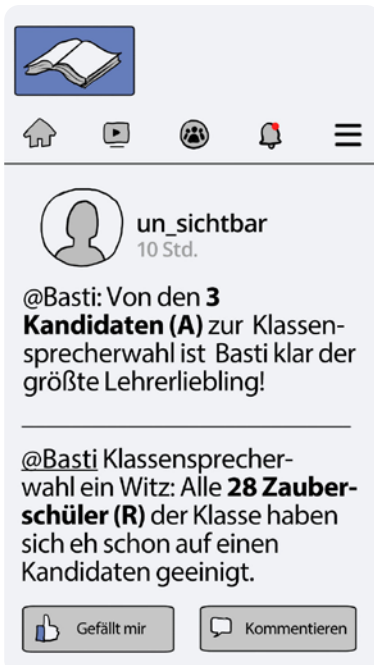 un_sichtbar
10 Std.
@Basti: Von den 3
Kandidaten (A) zur Klassen-
sprecherwahl ist Basti klar der
größte Lehrerliebling!
@Basti Klassensprecher-
wahl ein Witz: Alle 28 Zauber-
schüler (R) der Klasse haben
sich eh schon auf einen
Kandidaten geeinigt.
Gefällt mir
Kommentieren